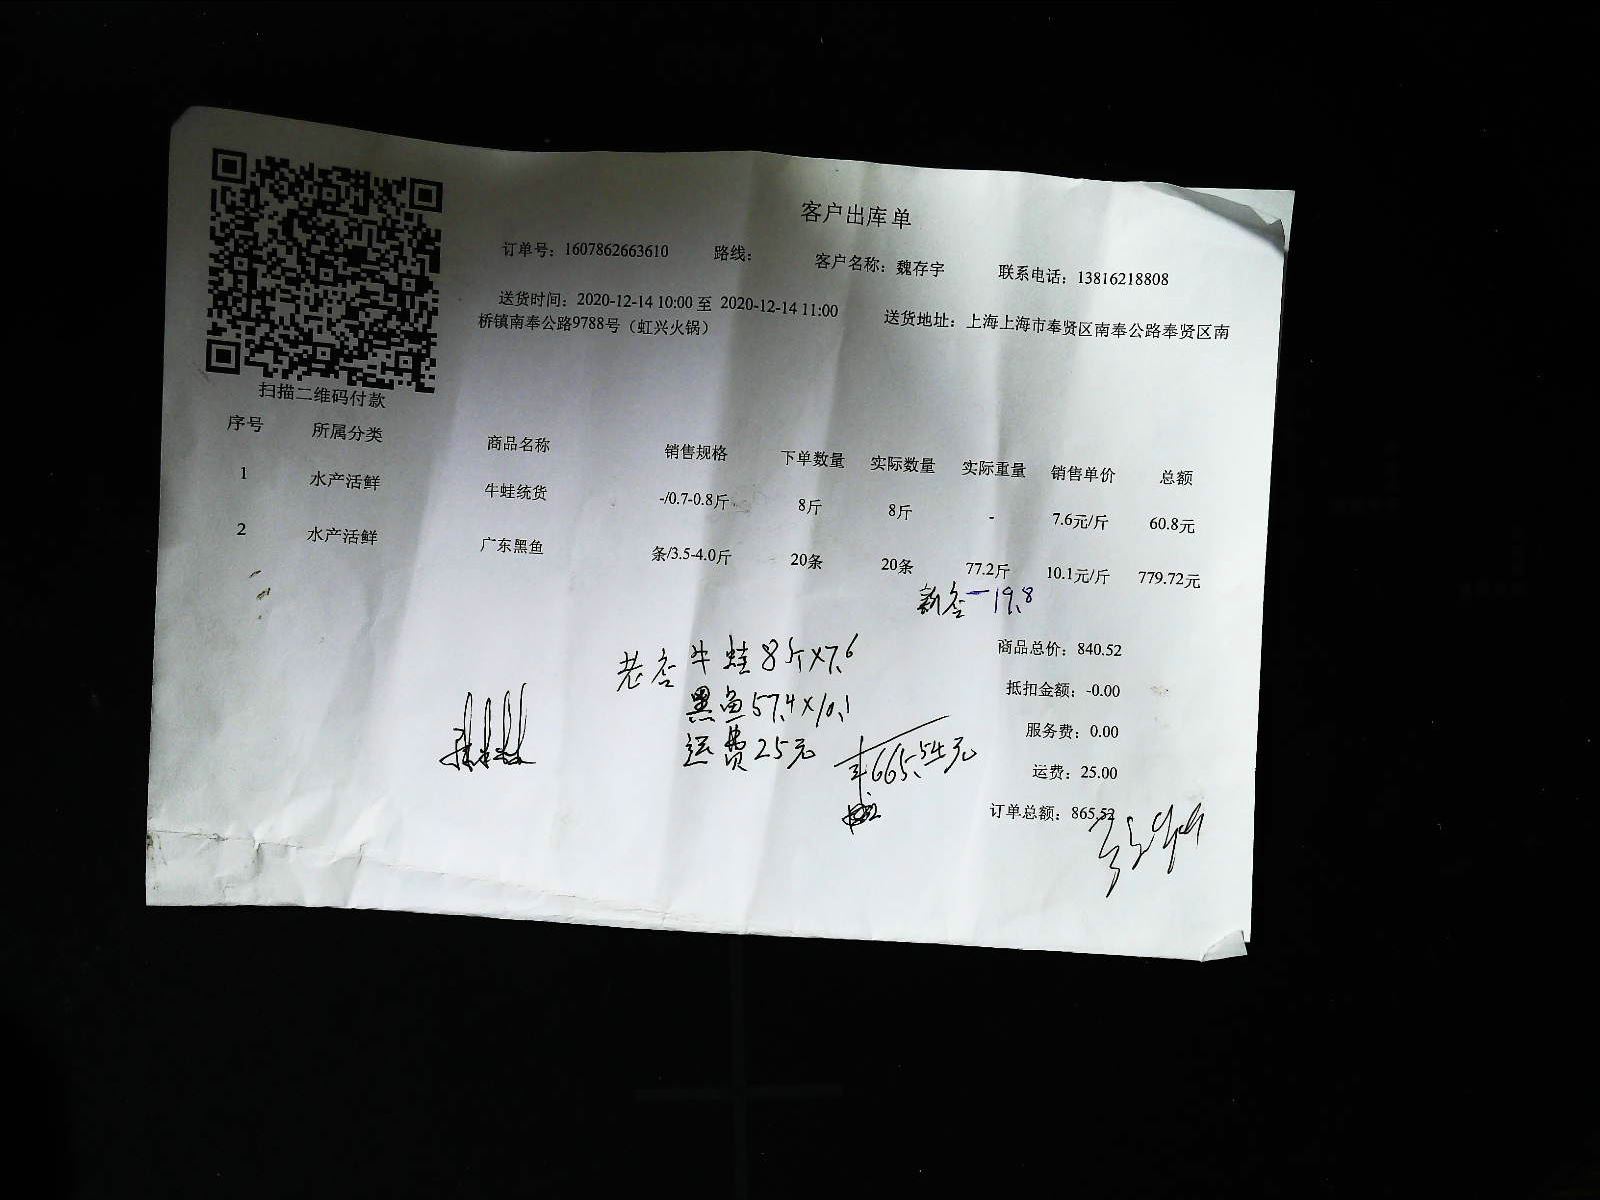 客户出库单
订单号：1607862663610 路线： 客户名称：魏存宇 联系电话：13816218808
送货时间：2020-12-14 10:00 至 2020-12-14 11:00 送货地址：上海上海市奉贤区南奉公路奉贤区南
桥镇南奉公路9788号（虹兴火锅）
扫描二维码付款
序号 所属分类 商品名称 销售规格 下单数量 实际数量 实际重量 销售单价 总额
1 水产活鲜 牛蛙统货 -/0.7-0.8斤 8斤 8斤 - 7.6元/斤 60.8元
2 水产活鲜 广东黑鱼 条/3.5-4.0斤 20条 20条 77.2斤 10.1元/斤 779.72元
新店-19.8
商品总价：840.52
抵扣金额：-0.00
服务费：0.00
运费：25.00
订单总额：865.52
老店牛蛙8斤×7.6
黑鱼57.4×10.1
运费25元
665.54元